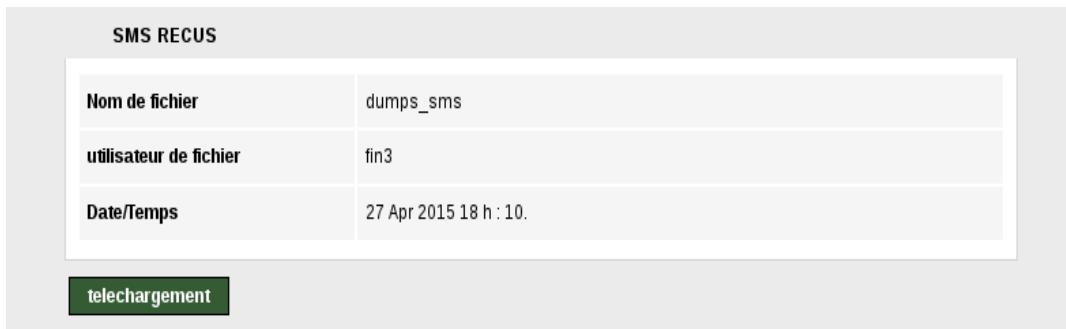 SMS RECUS
Nom de fichier dumps_sms
utilisateur de fichier fin3
Date/Temps 27 Apr 2015 18 h : 10.
telechargement